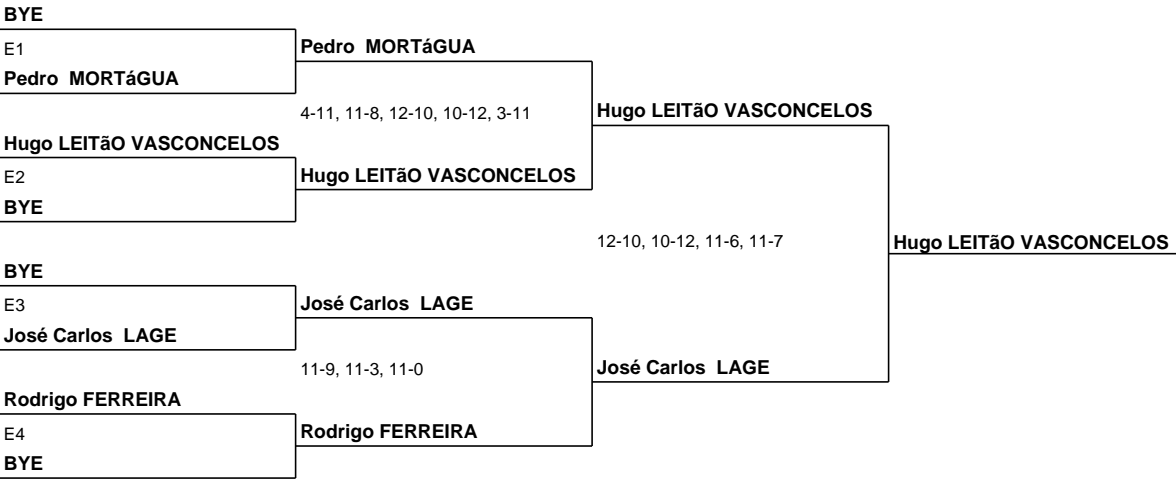 BYE
E1
Pedro MORTáGUA
Pedro MORTáGUA
4-11, 11-8, 12-10, 10-12, 3-11
Hugo LEITãO VASCONCELOS
Hugo LEITãO VASCONCELOS
E2
Hugo LEITãO VASCONCELOS
BYE
12-10, 10-12, 11-6, 11-7
Hugo LEITãO VASCONCELOS
BYE
E3
José Carlos LAGE
José Carlos LAGE
11-9, 11-3, 11-0
José Carlos LAGE
Rodrigo FERREIRA
E4
Rodrigo FERREIRA
BYE